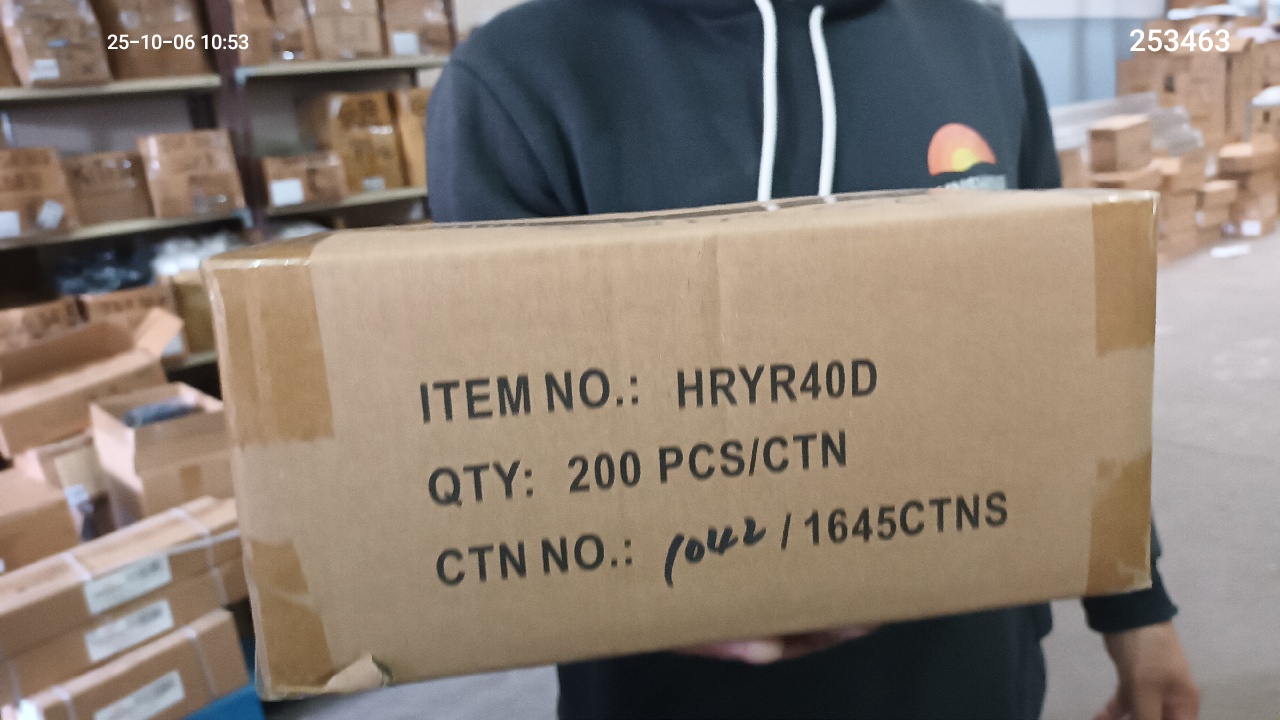 25-10-06 10:53
253463
ITEM NO.: HRYR40D
QTY: 200 PCS/CTN
CTN NO.: 1042 / 1645CTNS